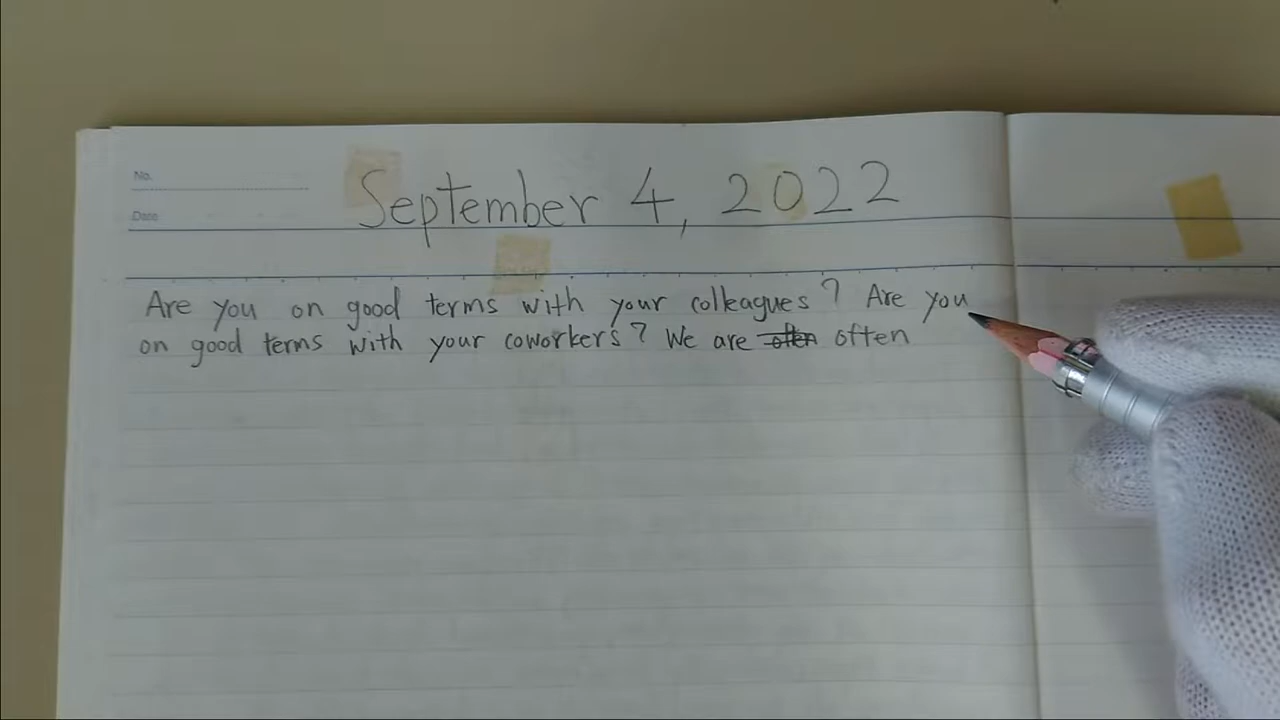 No.
Date
September 4, 2022
Are you on good terms with your colleagues? Are you
on good terms with your coworkers? We are often often